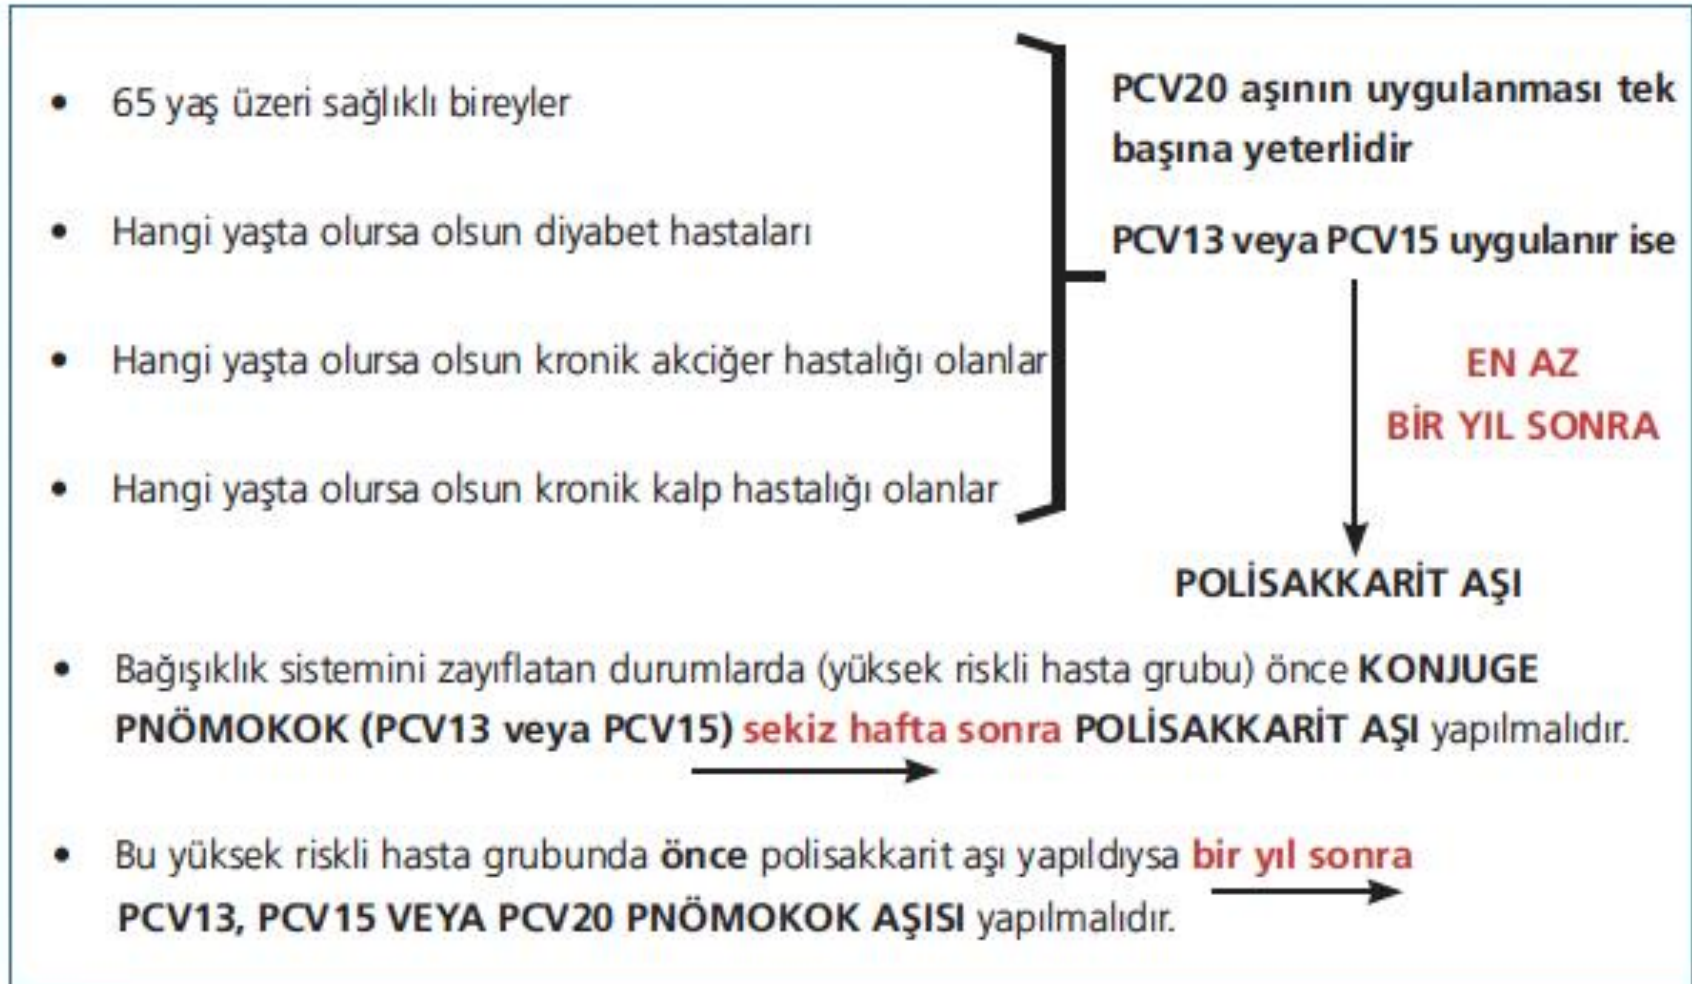 • 65 yaş üzeri sağlıklı bireyler
• Hangi yaşta olursa olsun diyabet hastaları
• Hangi yaşta olursa olsun kronik akciğer hastalığı olanlar
• Hangi yaşta olursa olsun kronik kalp hastalığı olanlar
PCV20 aşının uygulanması tek
başına yeterlidir
PCV13 veya PCV15 uygulanır ise
EN AZ
BİR YIL SONRA
POLİSAKKARİT AŞI
• Bağışıklık sistemini zayıflatan durumlarda (yüksek riskli hasta grubu) önce KONJUGE
PNÖMOKOK (PCV13 veya PCV15) sekiz hafta sonra POLİSAKKARİT AŞI yapılmalıdır.
• Bu yüksek riskli hasta grubunda önce polisakkarit aşı yapıldıysa bir yıl sonra
PCV13, PCV15 VEYA PCV20 PNÖMOKOK AŞISI yapılmalıdır.